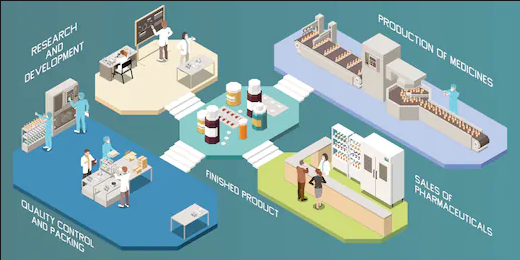 RESEARCH
AND
DEVELOPMENT
PRODUCTION OF MEDICINES
FINISHED PRODUCT
QUALITY CONTROL
AND PACKING
SALES OF
PHARMACEUTICALS